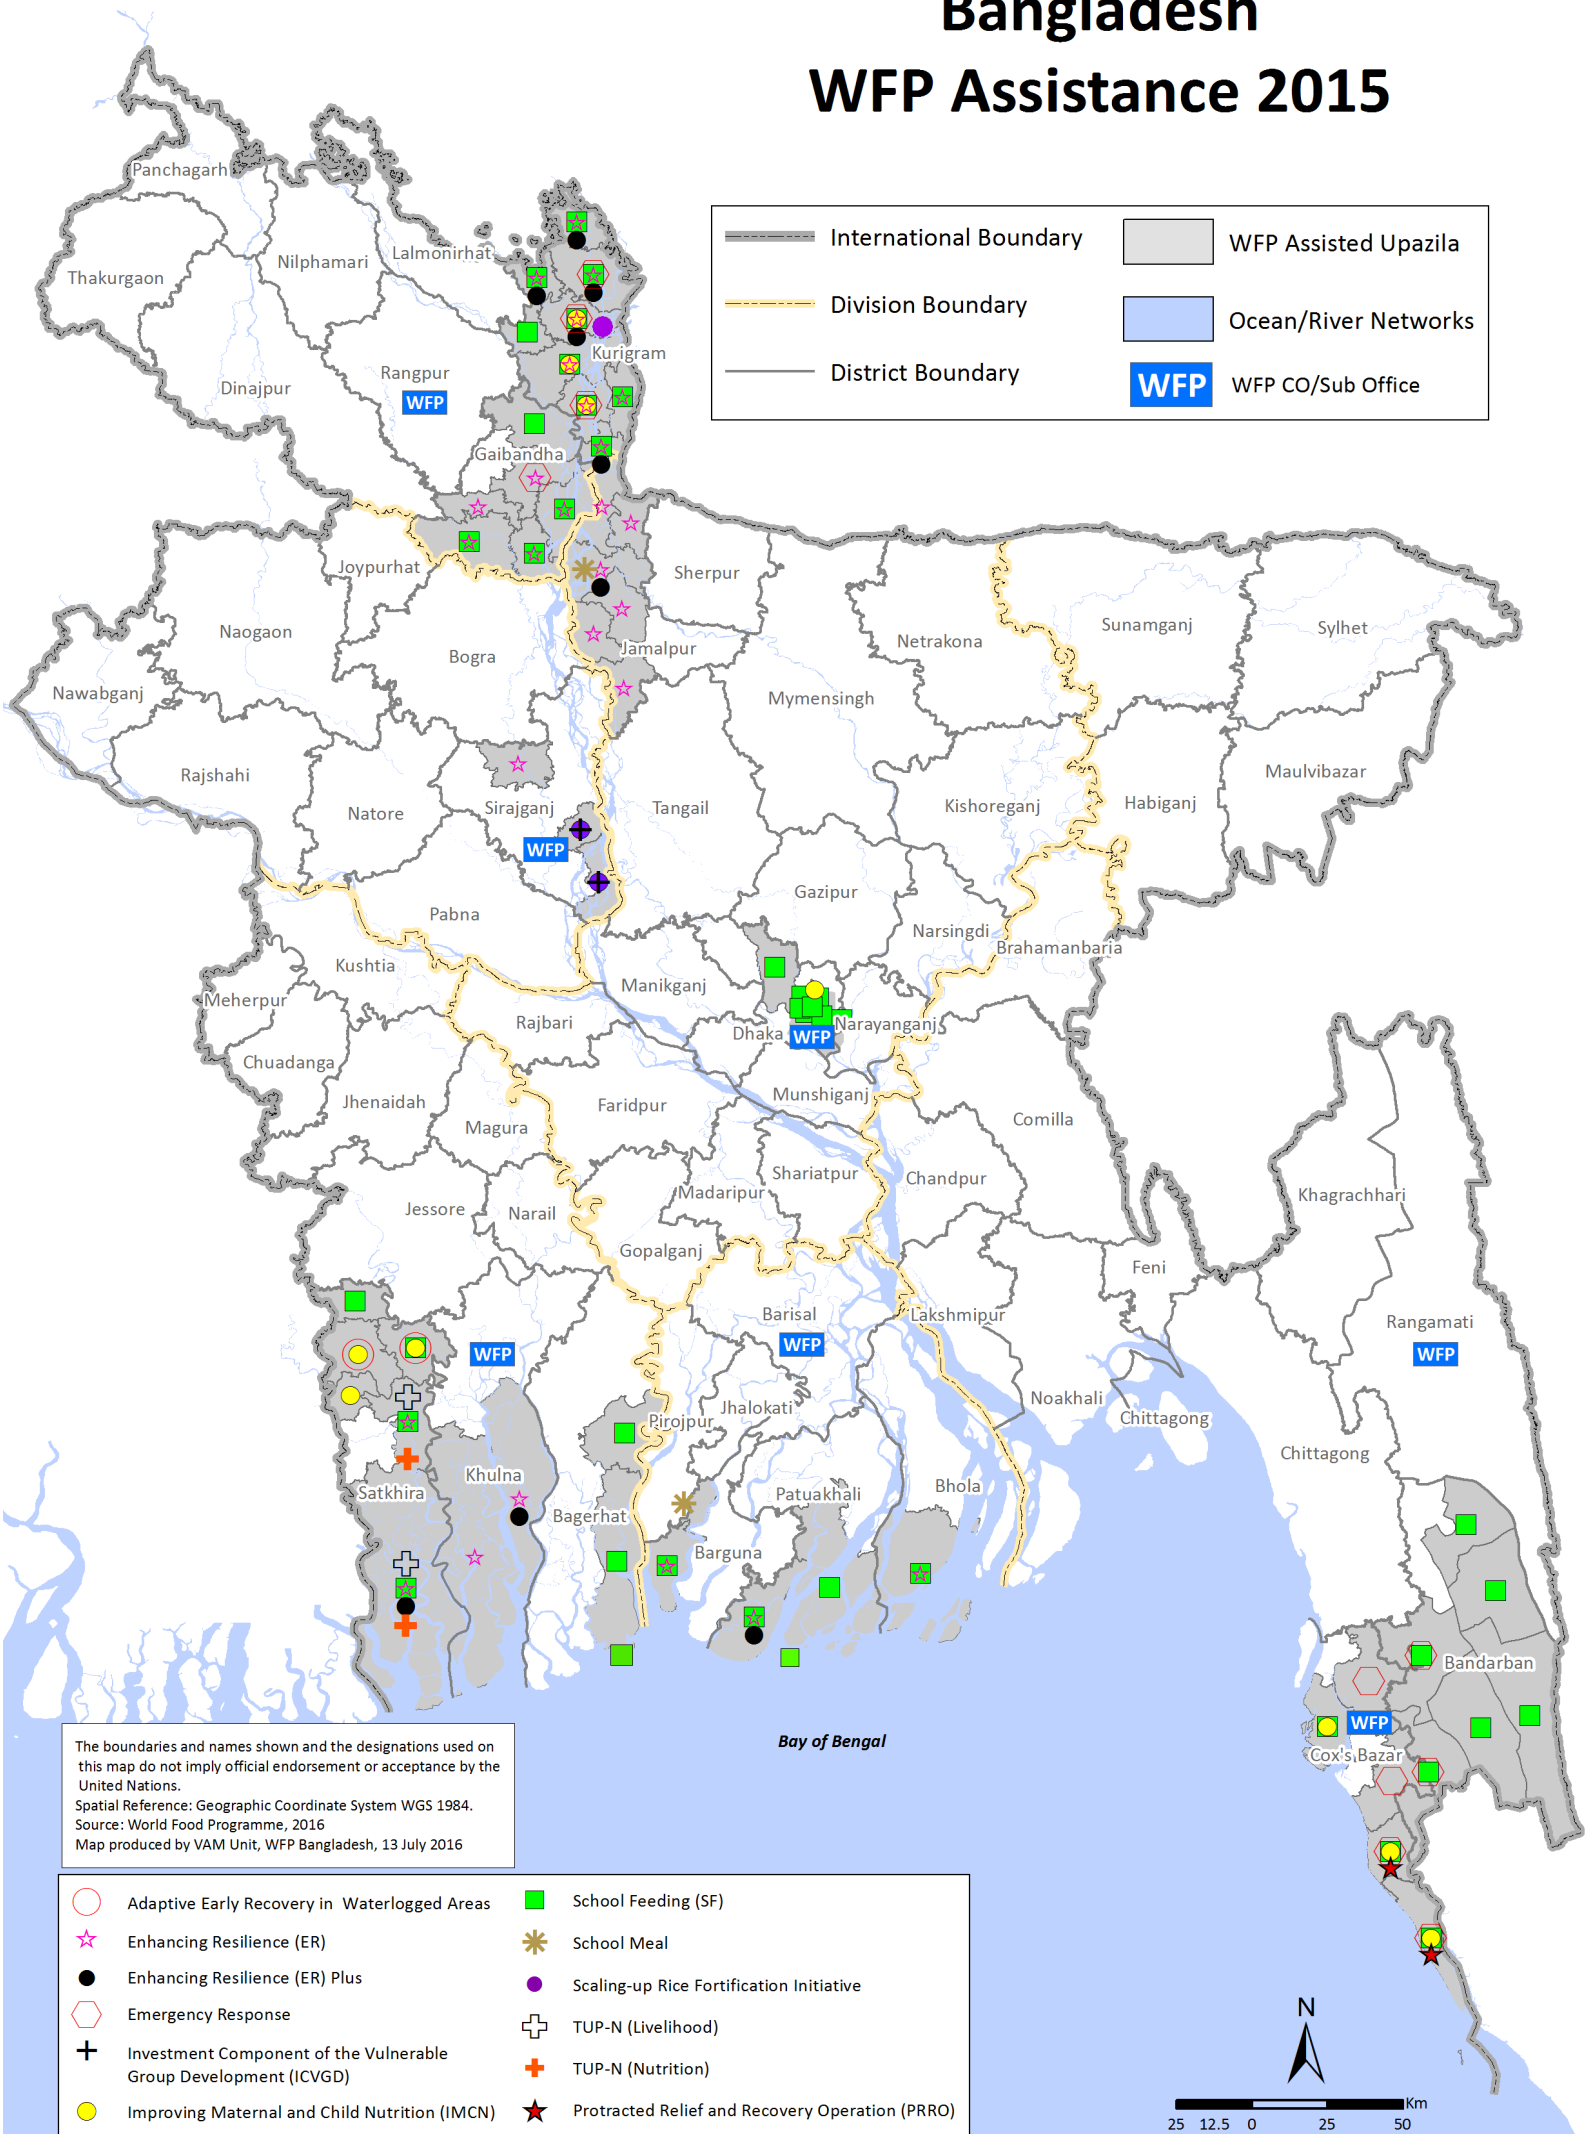 Bangladesh
WFP Assistance 2015
International Boundary
Division Boundary
District Boundary
WFP Assisted Upazila
Ocean/River Networks
WFP
WFP CO/Sub Office
Panchagarh
Thakurgaon
Nilphamari
Lalmonirhat
Dinajpur
Rangpur
WFP
Kurigram
Gaibandha
Joypurhat
Naogaon
Bogra
Nawabganj
Sherpur
Jamalpur
Netrakona
Sunamganj
Sylhet
Mymensingh
Rajshahi
Natore
Sirajganj
WFP
Tangail
Kishoreganj
Habiganj
Maulvibazar
Pabna
Gazipur
Narsingdi
Brahamanbaria
Kushtia
Meherpur
Manikganj
Rajbari
Dhaka
WFP
Narayanganj
Chuadanga
Jhenaidah
Magura
Faridpur
Munshiganj
Comilla
Shariatpur
Madaripur
Chandpur
Khagrachhari
Jessore
Narail
Gopalganj
Feni
Barisal
WFP
Lakshmipur
Rangamati
WFP
WFP
Noakhali
Chittagong
Jhalokati
Pirojpur
Chittagong
Khulna
Satkhira
Bagerhat
Patuakhali
Bhola
Barguna
Bandarban
WFP
Cox's Bazar
Bay of Bengal
The boundaries and names shown and the designations used on
this map do not imply official endorsement or acceptance by the
United Nations.
Spatial Reference: Geographic Coordinate System WGS 1984.
Source: World Food Programme, 2016
Map produced by VAM Unit, WFP Bangladesh, 13 July 2016
Adaptive Early Recovery in Waterlogged Areas
Enhancing Resilience (ER)
Enhancing Resilience (ER) Plus
Emergency Response
Investment Component of the Vulnerable
Group Development (ICVGD)
Improving Maternal and Child Nutrition (IMCN)
School Feeding (SF)
School Meal
Scaling-up Rice Fortification Initiative
TUP-N (Livelihood)
TUP-N (Nutrition)
Protracted Relief and Recovery Operation (PRRO)
N
Km
25 12.5 0 25 50